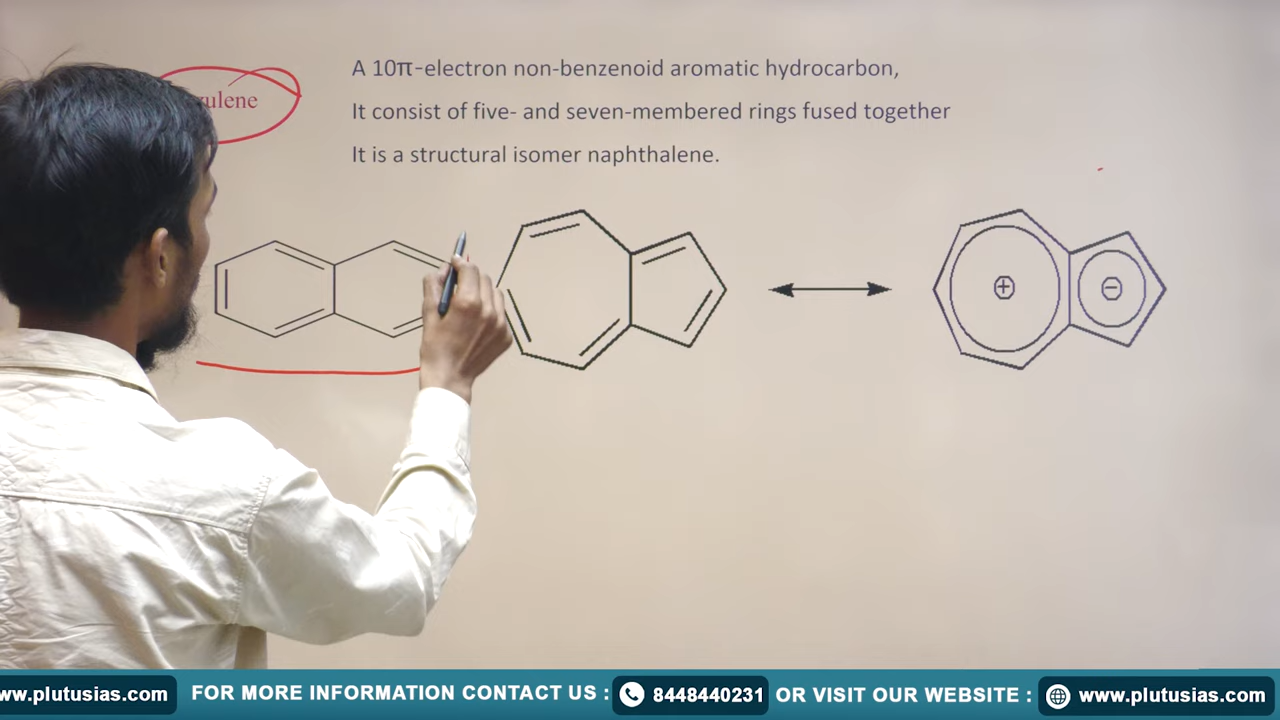 A 10π-electron non-benzenoid aromatic hydrocarbon,
It consist of five- and seven-membered rings fused together
It is a structural isomer naphthalene.
+
−
www.plutusias.com FOR MORE INFORMATION CONTACT US : 8448440231 OR VISIT OUR WEBSITE : www.plutusias.com